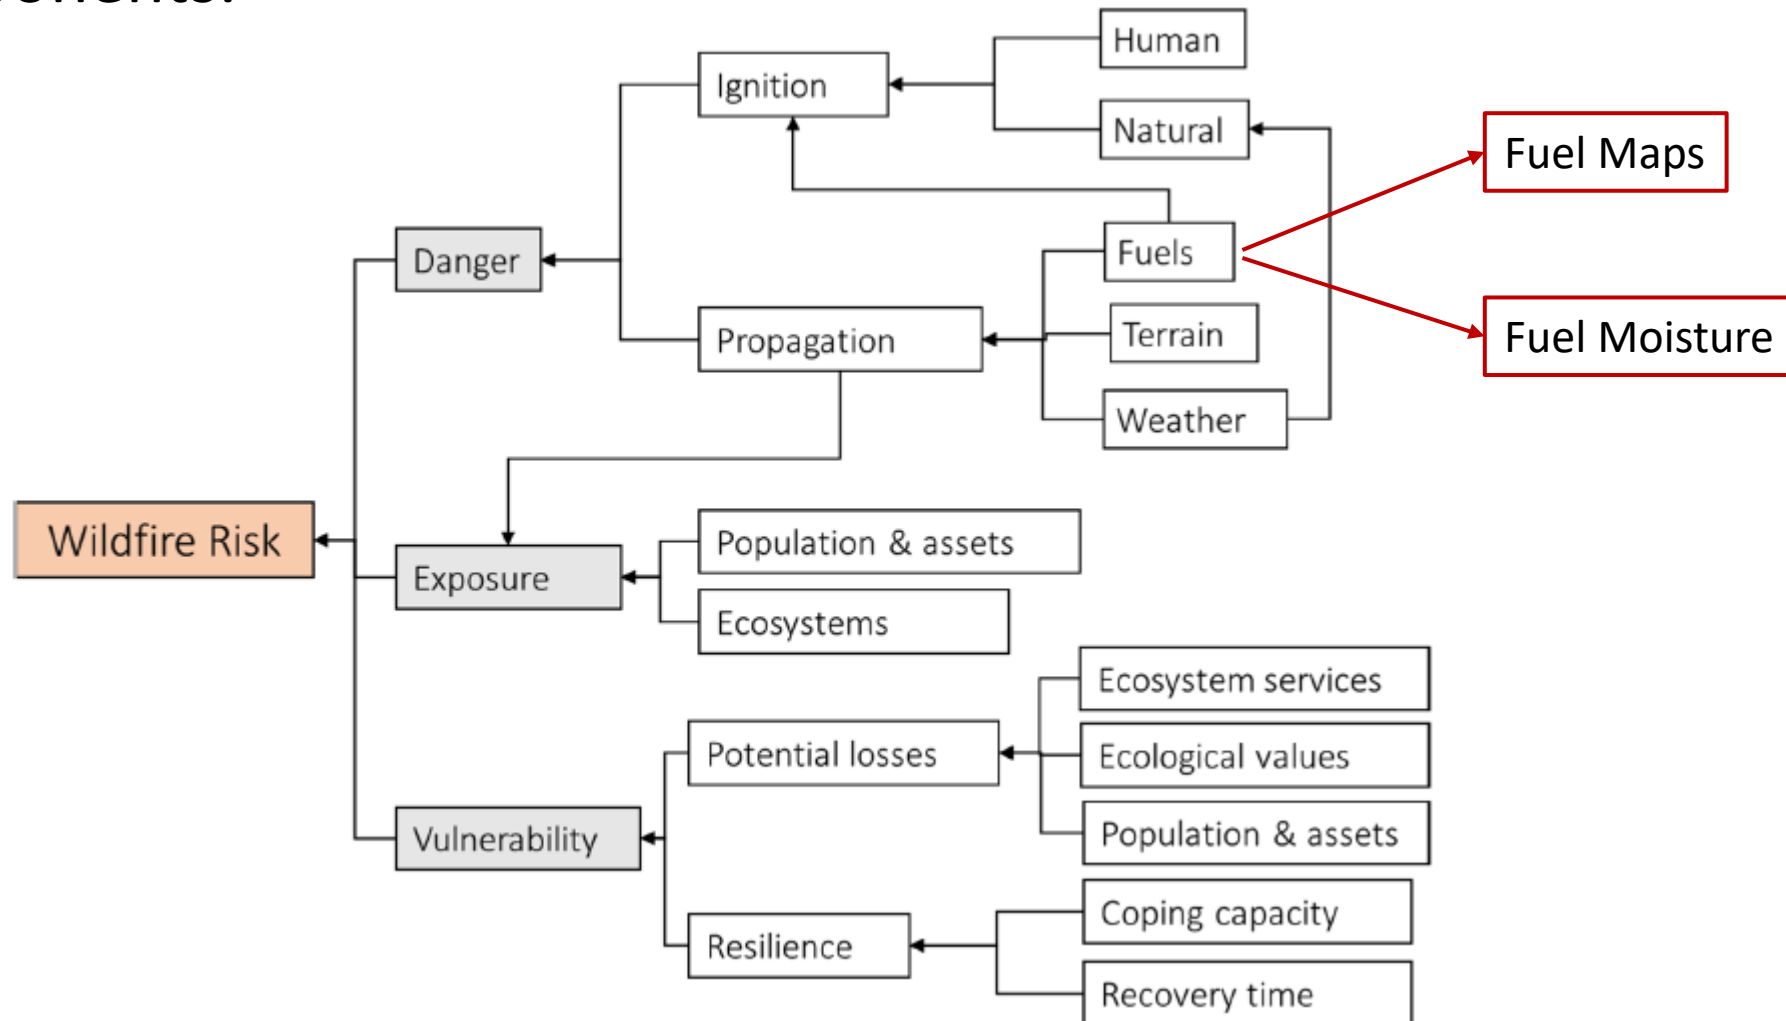 Human
Ignition
Natural
Fuel Maps
Fuels
Danger
Terrain
Propagation
Fuel Moisture
Weather
Wildfire Risk
Population & assets
Exposure
Ecosystems
Ecosystem services
Potential losses
Ecological values
Vulnerability
Population & assets
Coping capacity
Resilience
Recovery time